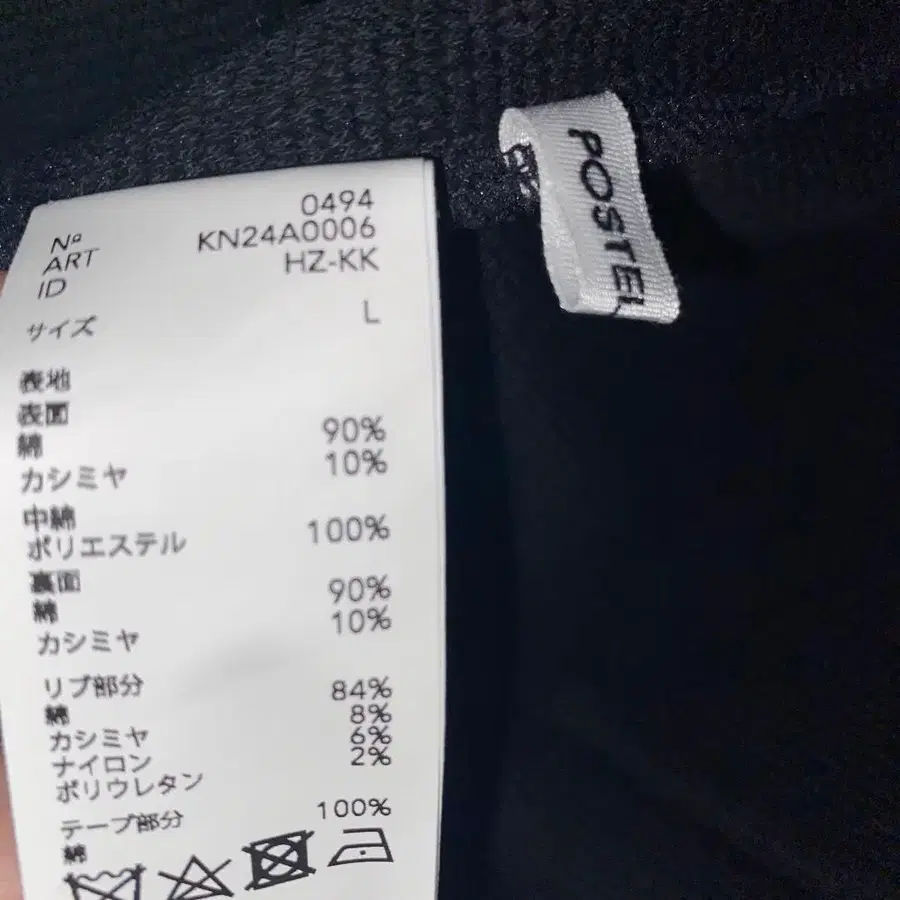 No 0494
ART KN24A0006
ID HZ-KK
サイズ L
表地
表面
綿 90%
カシミヤ 10%
中綿
ポリエステル 100%
裏面
綿 90%
カシミヤ 10%
リブ部分
綿 84%
カシミヤ 8%
ナイロン 6%
ポリウレタン 2%
テープ部分
綿 100%
POSTEL